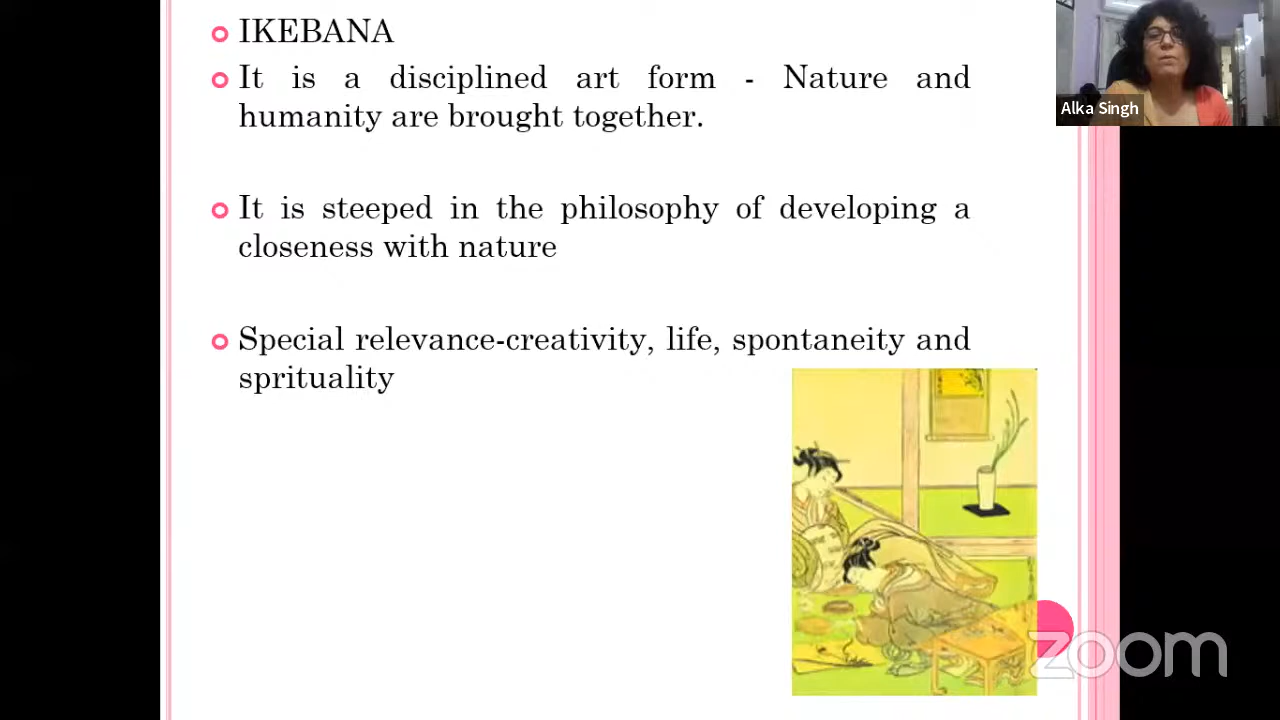 IKEBANA
It is a disciplined art form - Nature and
humanity are brought together.
It is steeped in the philosophy of developing a
closeness with nature
Special relevance-creativity, life, spontaneity and
sprituality
Alka Singh
zoom